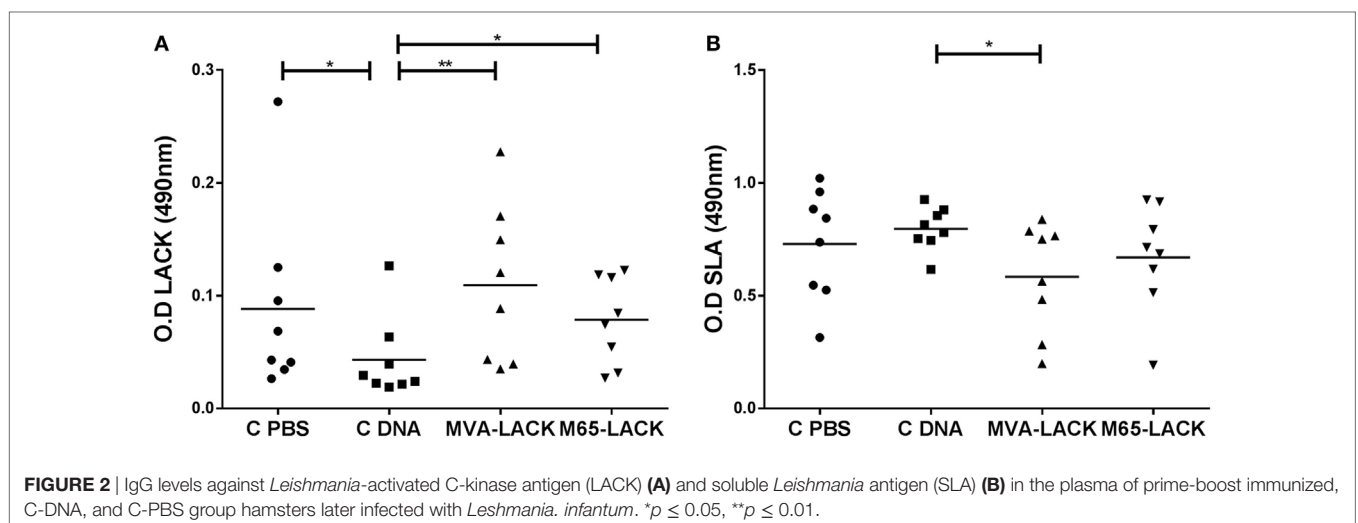 A
B
*
*
**
*
0.3
0.2
0.1
0.0
O.D LACK (490nm)
C PBS
C DNA
MVA-LACK
M65-LACK
1.5
1.0
0.5
0.0
O.D SLA (490nm)
C PBS
C DNA
MVA-LACK
M65-LACK
FIGURE 2 | IgG levels against Leishmania-activated C-kinase antigen (LACK) (A) and soluble Leishmania antigen (SLA) (B) in the plasma of prime-boost immunized,
C-DNA, and C-PBS group hamsters later infected with Leshmania. infantum. *p ≤ 0.05, **p ≤ 0.01.